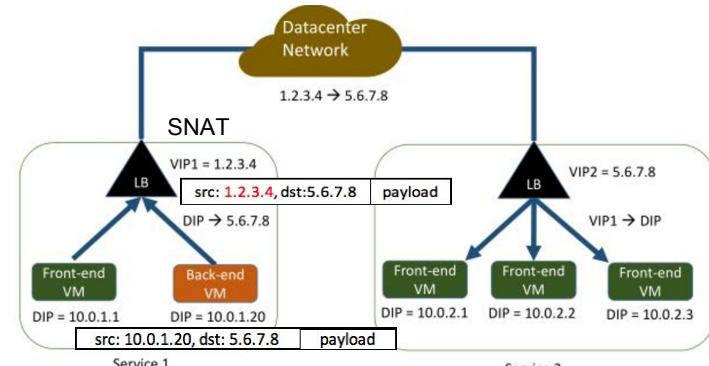 Datacenter
Network
1.2.3.4 → 5.6.7.8
SNAT
VIP1 = 1.2.3.4
LB
src: 1.2.3.4, dst:5.6.7.8 payload
DIP → 5.6.7.8
Front-end
VM
Back-end
VM
DIP = 10.0.1.1
DIP = 10.0.1.20
src: 10.0.1.20, dst: 5.6.7.8 payload
Service 1
VIP2 = 5.6.7.8
LB
VIP1 → DIP
Front-end
VM
Front-end
VM
Front-end
VM
DIP = 10.0.2.1
DIP = 10.0.2.2
DIP = 10.0.2.3
Service 2